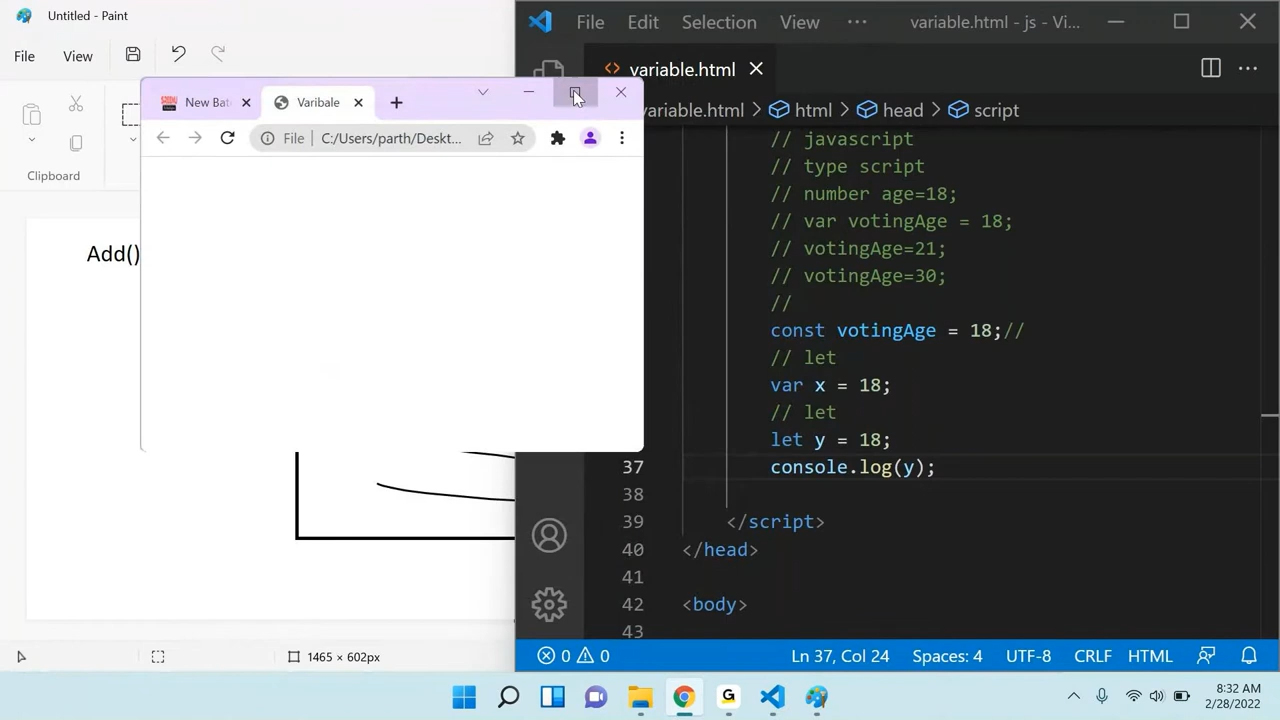 Untitled - Paint
File View
Clipboard
Add()
New Bat
Varibale
File C:/Users/parth/Deskt...
File Edit Selection View ··· variable.html - js - Vi...
variable.html
variable.html > html > head > script
// javascript
// type script
// number age=18;
// var votingAge = 18;
// votingAge=21;
// votingAge=30;
//
const votingAge = 18;//
// let
var x = 18;
// let
let y = 18;
37 console.log(y);
38
39 </script>
40 </head>
41
42 <body>
43
1465 × 602px
0 0 Ln 37, Col 24 Spaces: 4 UTF-8 CRLF HTML
G
8:32 AM
2/28/2022